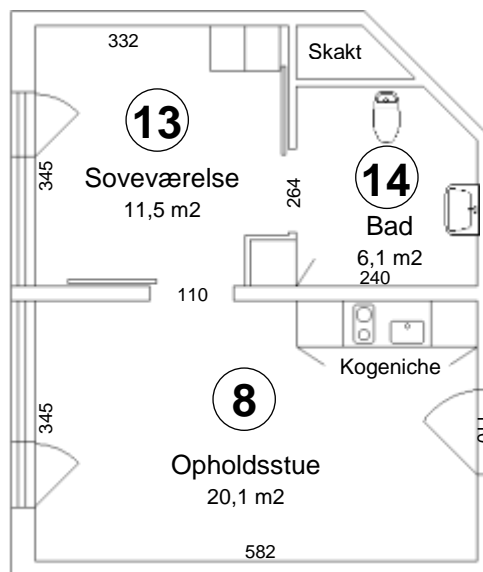 332
Skakt
13
Soveværelse
11,5 m2
345
264
14
Bad
6,1 m2
240
110
Kogeniche
8
Opholdsstue
20,1 m2
345
582